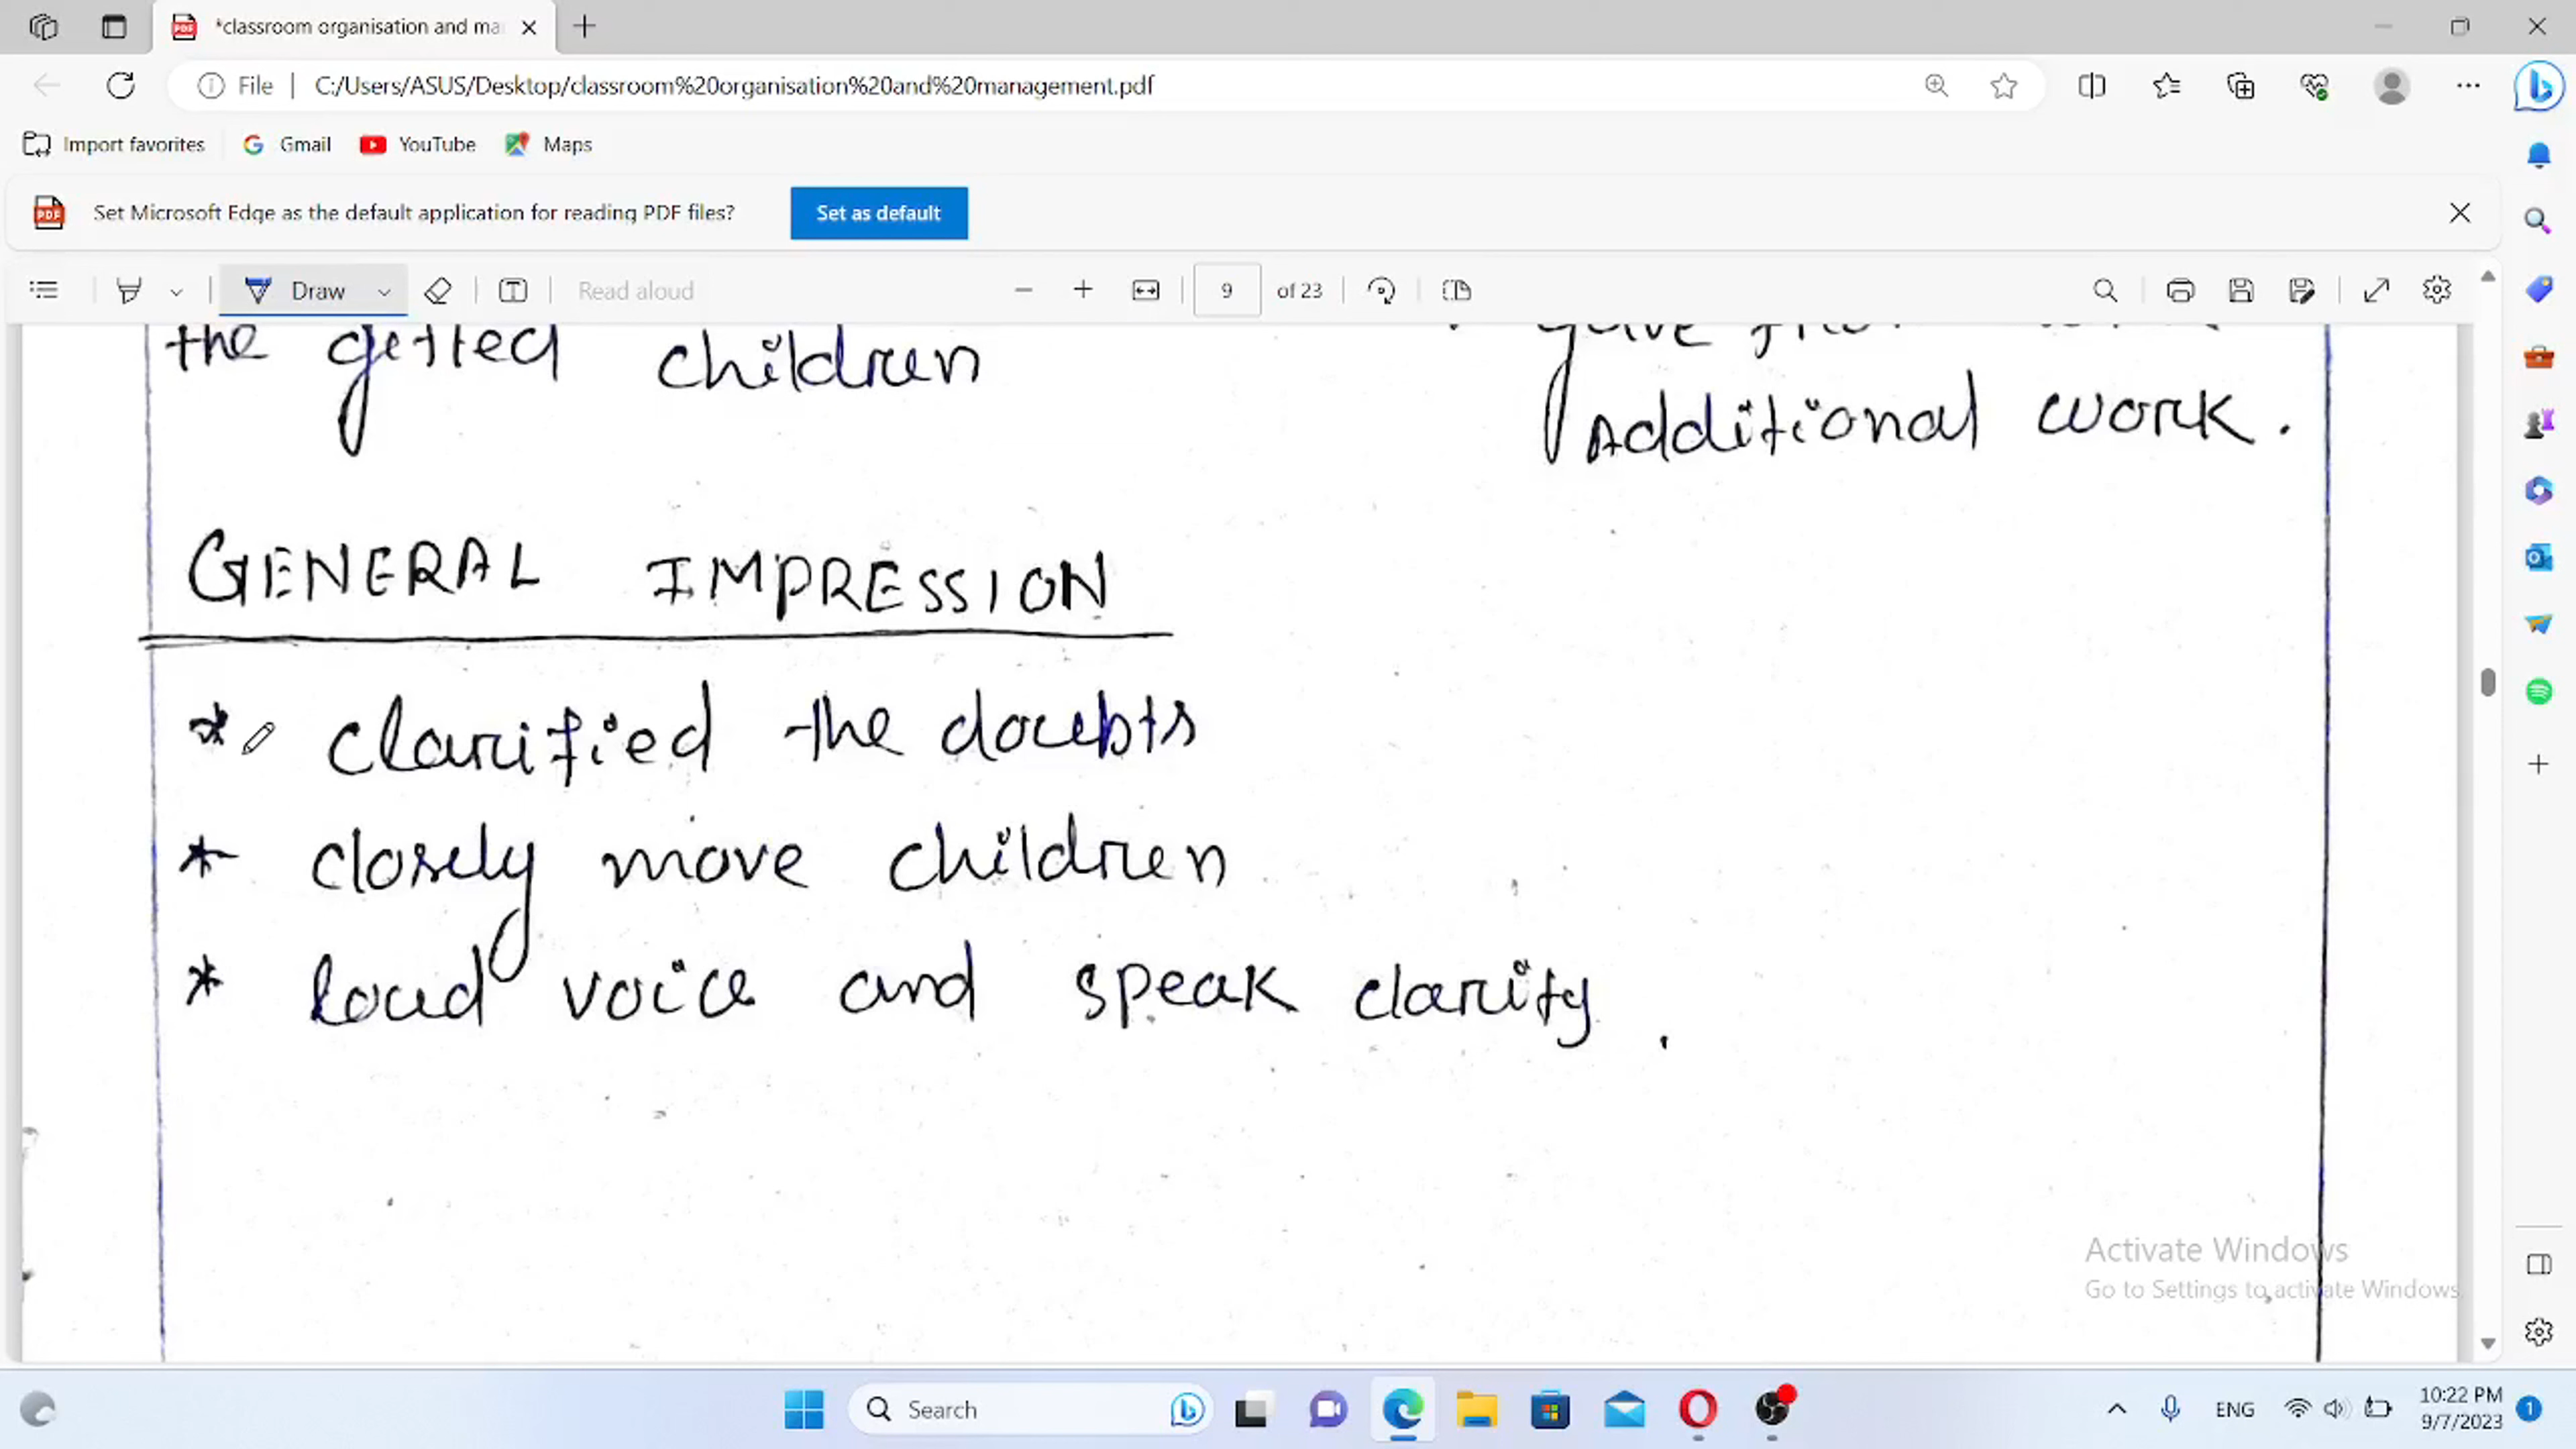 *classroom organisation and ma
File
C:/Users/ASUS/Desktop/classroom%20organisation%20and%20management.pdf
Import favorites
Gmail
YouTube
Maps
Set Microsoft Edge as the default application for reading PDF files?
Set as default
Draw
Read aloud
9
of 23
the gifted children
gave
Additional work.
GENERAL IMPRESSION
* clarified the doubts
* closely move children
* loud voice and speak clarity.
Activate Windows
Go to Settings to activate Windows.
Search
ENG
10:22 PM
9/7/2023
1